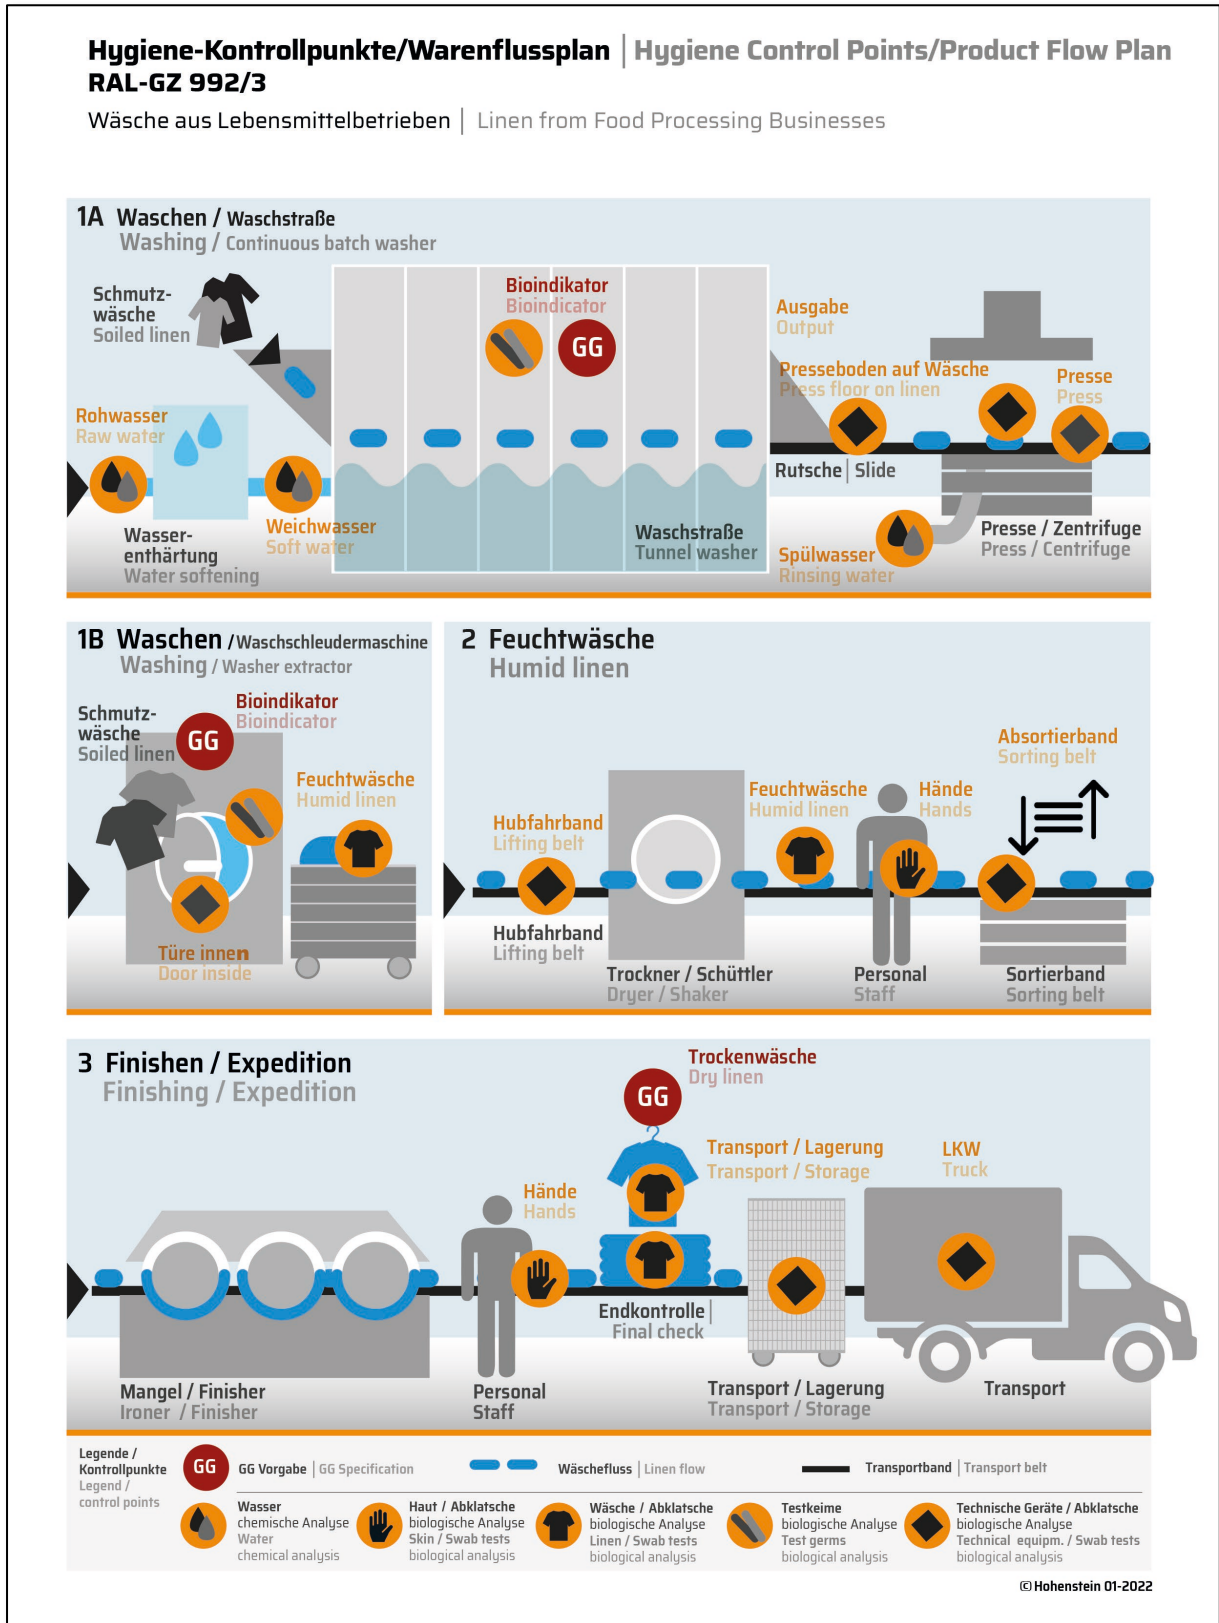 Hygiene-Kontrollpunkte/Warenflussplan | Hygiene Control Points/Product Flow Plan
RAL-GZ 992/3
Wäsche aus Lebensmittelbetrieben | Linen from Food Processing Businesses
1A Waschen / Waschstraße
Washing / Continuous batch washer
Schmutz-
wäsche
Soiled linen
Bioindikator
Bioindicator
GG
Ausgabe
Output
Presseboden auf Wäsche
Press floor on linen
Presse
Press
Rohwasser
Raw water
Rutsche | Slide
Weichwasser
Soft water
Wasser-
enthärtung
Water softening
Waschstraße
Tunnel washer
Spülwasser
Rinsing water
Presse / Zentrifuge
Press / Centrifuge
1B Waschen / Waschschleudermaschine
Washing / Washer extractor
Schmutz-
wäsche
Soiled linen
GG
Bioindikator
Bioindicator
Feuchtwäsche
Humid linen
Türe innen
Door inside
2 Feuchtwäsche
Humid linen
Hubfahrband
Lifting belt
Feuchtwäsche
Humid linen
Hände
Hands
Absortierband
Sorting belt
Hubfahrband
Lifting belt
Trockner / Schüttler
Dryer / Shaker
Personal
Staff
Sortierband
Sorting belt
3 Finishen / Expedition
Finishing / Expedition
Trockenwäsche
Dry linen
GG
Hände
Hands
Transport / Lagerung
Transport / Storage
LKW
Truck
Endkontrolle |
Final check
Mangel / Finisher
Ironer / Finisher
Personal
Staff
Transport / Lagerung
Transport / Storage
Transport
Legende /
Kontrollpunkte
Legend /
control points
GG
GG Vorgabe | GG Specification
Wäschefluss | Linen flow
Transportband | Transport belt
Wasser
chemische Analyse
Water
chemical analysis
Haut / Abklatsche
biologische Analyse
Skin / Swab tests
biological analysis
Wäsche / Abklatsche
biologische Analyse
Linen / Swab tests
biological analysis
Testkeime
biologische Analyse
Test germs
biological analysis
Technische Geräte / Abklatsche
biologische Analyse
Technical equipm. / Swab tests
biological analysis
© Hohenstein 01-2022